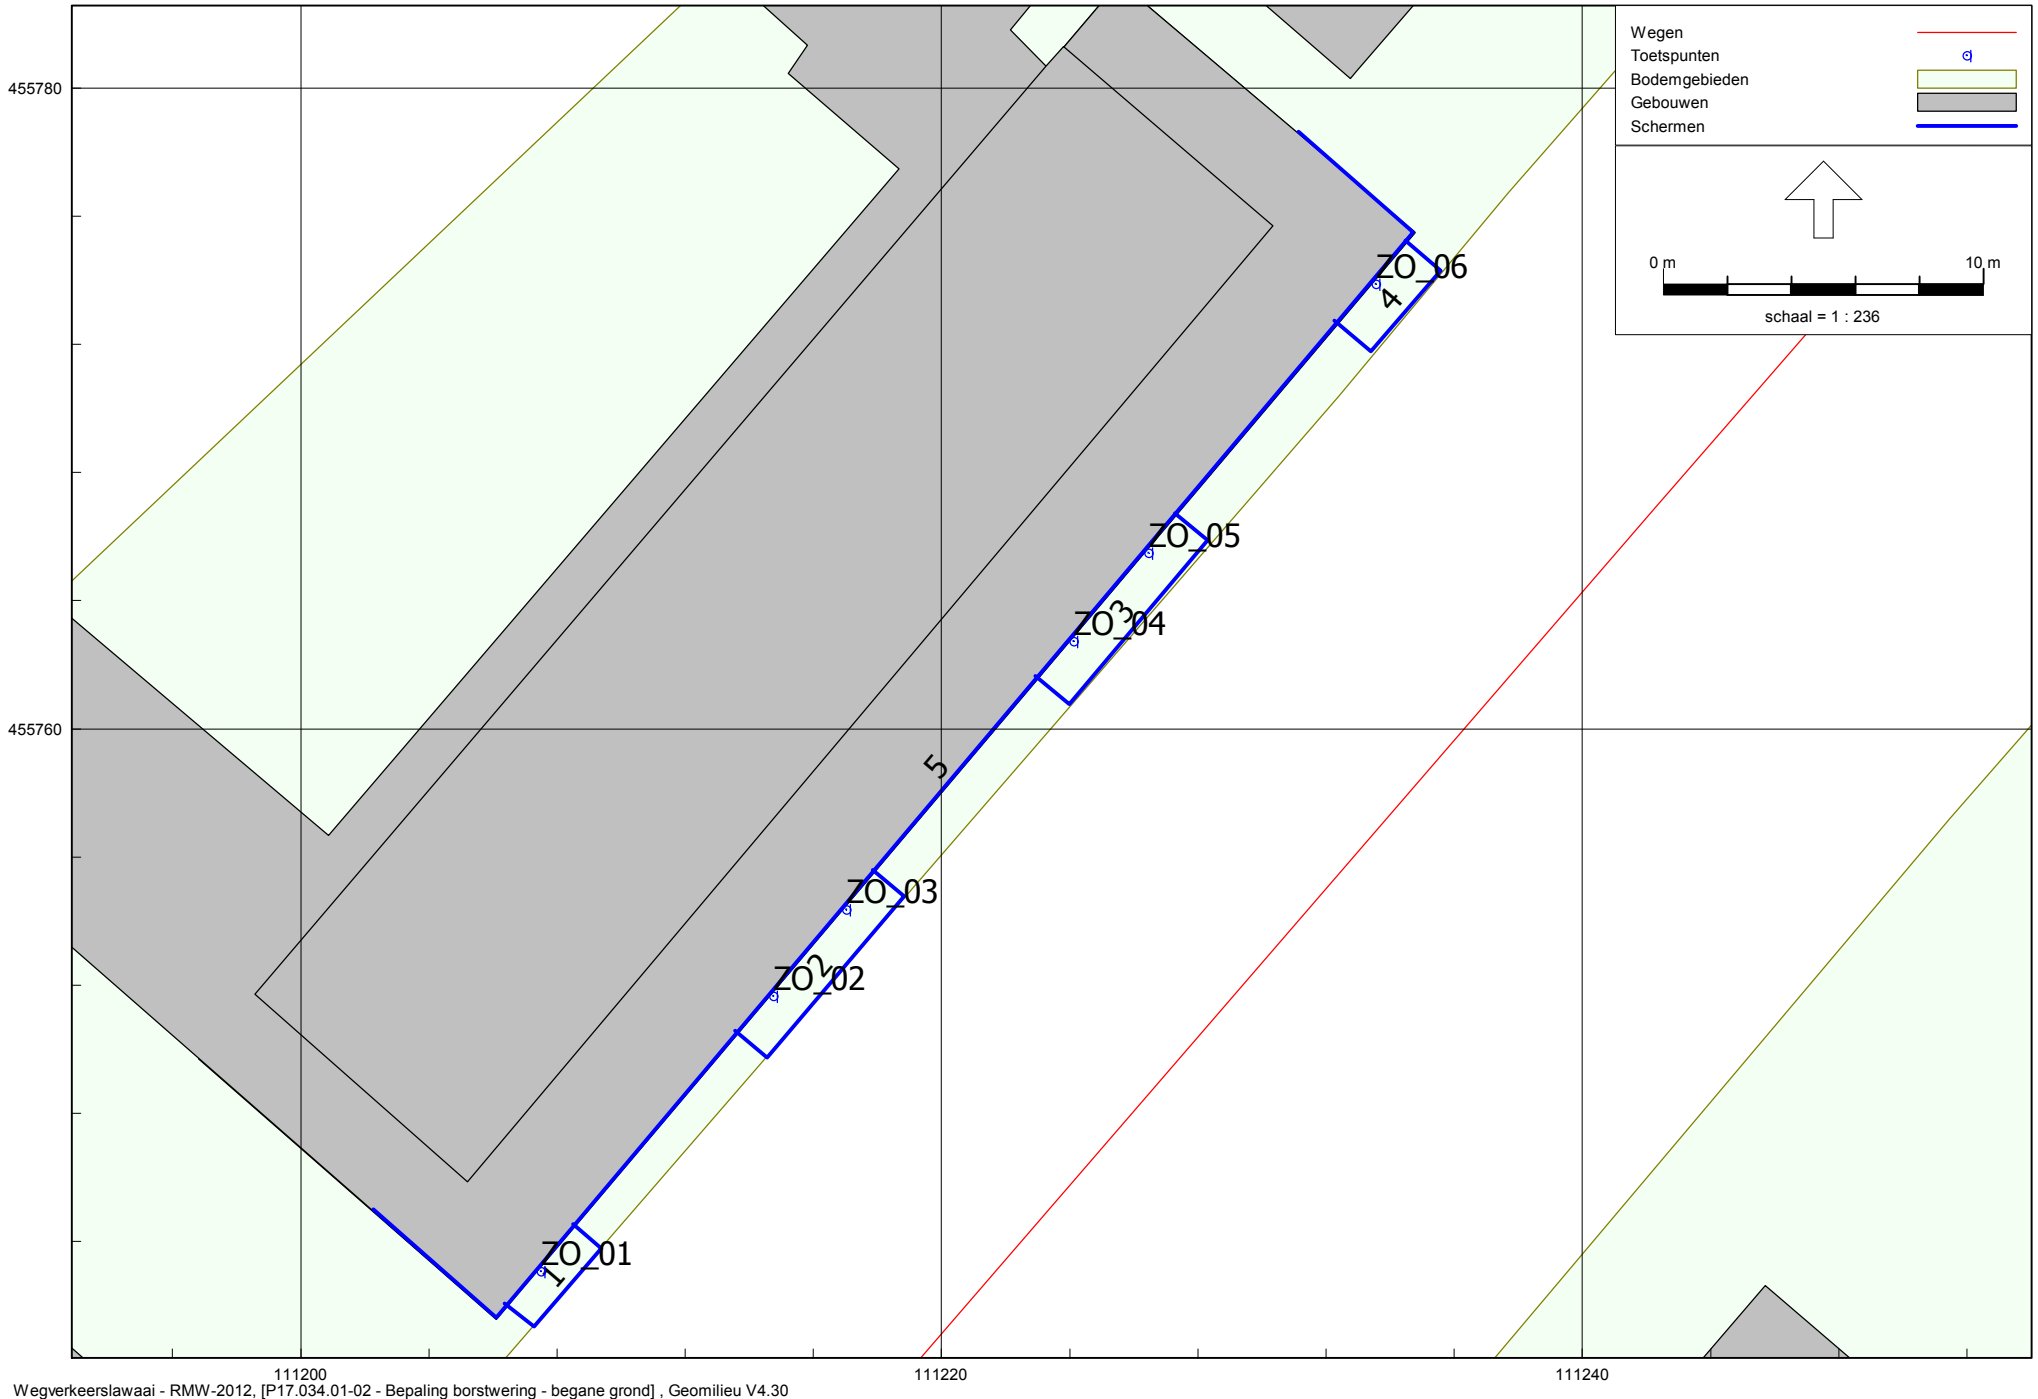 Wegen
Toetspunten
Bodemgebieden
Gebouwen
Schermen
0 m 10 m
schaal = 1 : 236
455780
455760
ZO_06
4
ZO_05
3
ZO_04
5
ZO_03
2
ZO_02
ZO_01
1
111200 111220 111240
Wegverkeerslawaai - RMW-2012, [P17.034.01-02 - Bepaling borstwering - begane grond] , Geomilieu V4.30